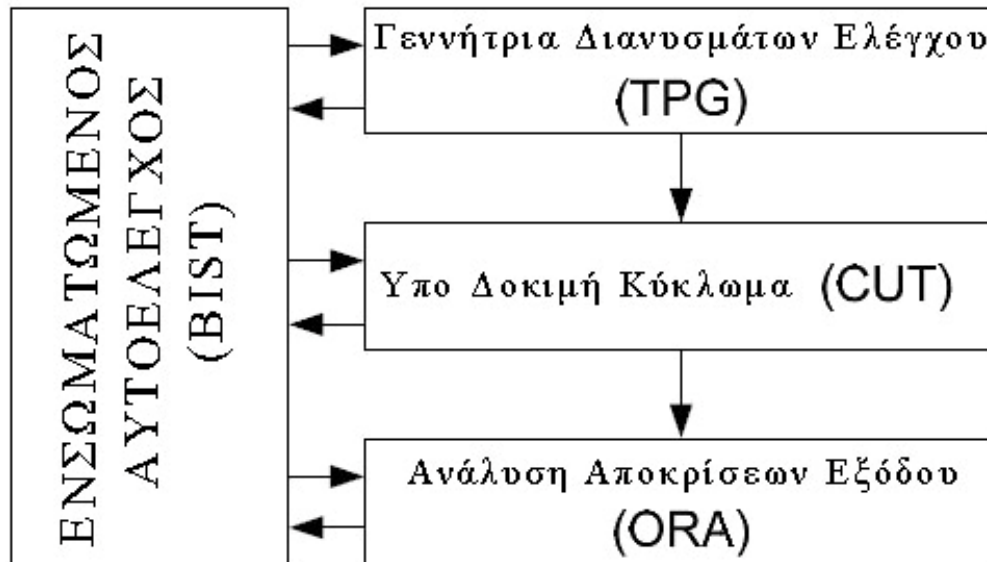 ΕΝΣΩΜΑΤΩΜΕΝΟΣ
ΑΥΤΟΕΛΕΓΧΟΣ
(BIST)
Γεννήτρια Διανυσμάτων Ελέγχου
(TPG)
Υπο Δοκιμή Κύκλωμα (CUT)
Ανάλυση Αποκρίσεων Εξόδου
(ORA)